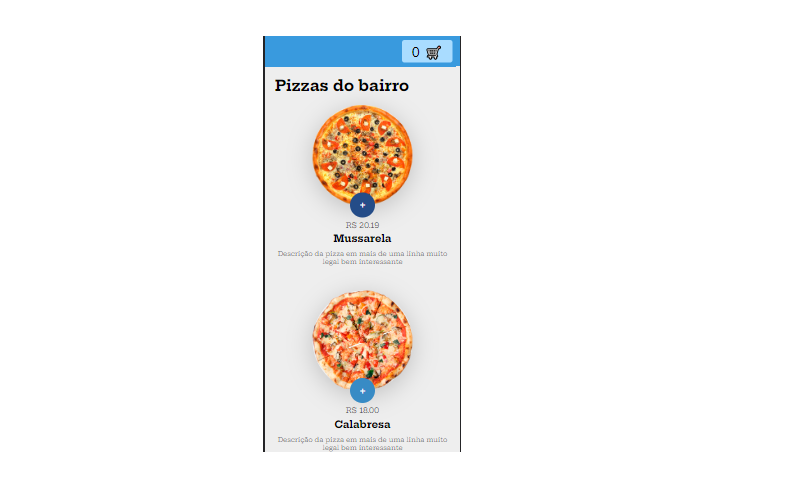 0
Pizzas do bairro
+
R$ 20.19
Mussarela
Descrição da pizza em mais de uma linha muito
legal bem interessante
+
R$ 18.00
Calabresa
Descrição da pizza em mais de uma linha muito
legal bem interessante